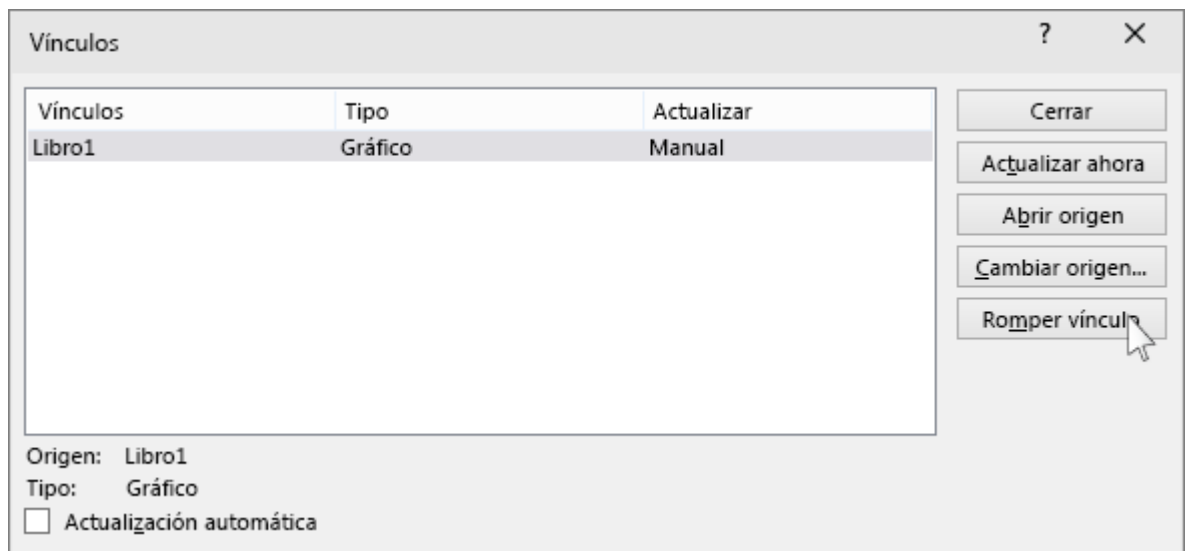 Vínculos
?
Vínculos Tipo Actualizar
Libro1 Gráfico Manual
Cerrar
Actualizar ahora
Abrir origen
Cambiar origen...
Romper vínculo
Origen: Libro1
Tipo: Gráfico
Actualización automática